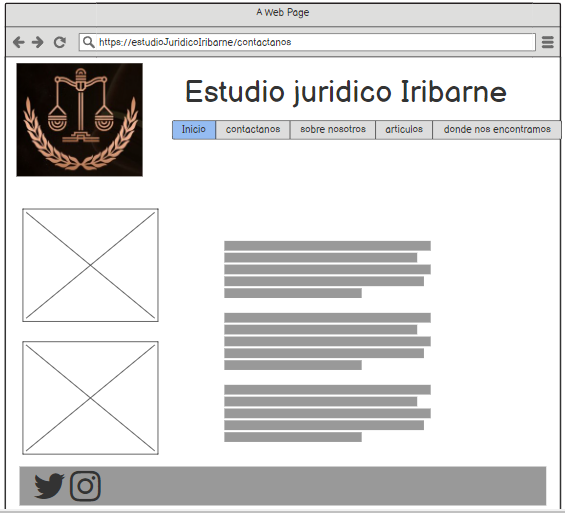 A Web Page
https://estudioJuridicoIribarne/contactanos
Estudio juridico Iribarne
Inicio contactanos sobre nosotros articulos donde nos encontramos